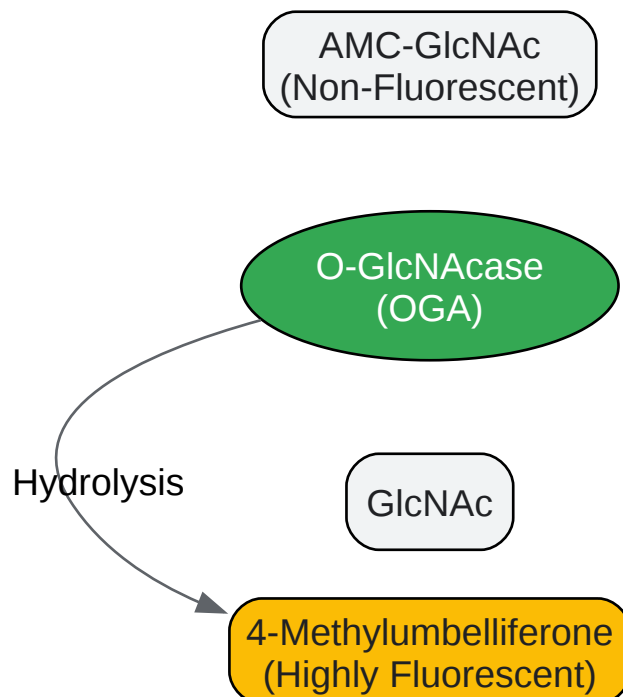 AMC-GlcNAc
(Non-Fluorescent)
O-GlcNAcase
(OGA)
Hydrolysis
GlcNAc
4-Methylumbelliferone
(Highly Fluorescent)